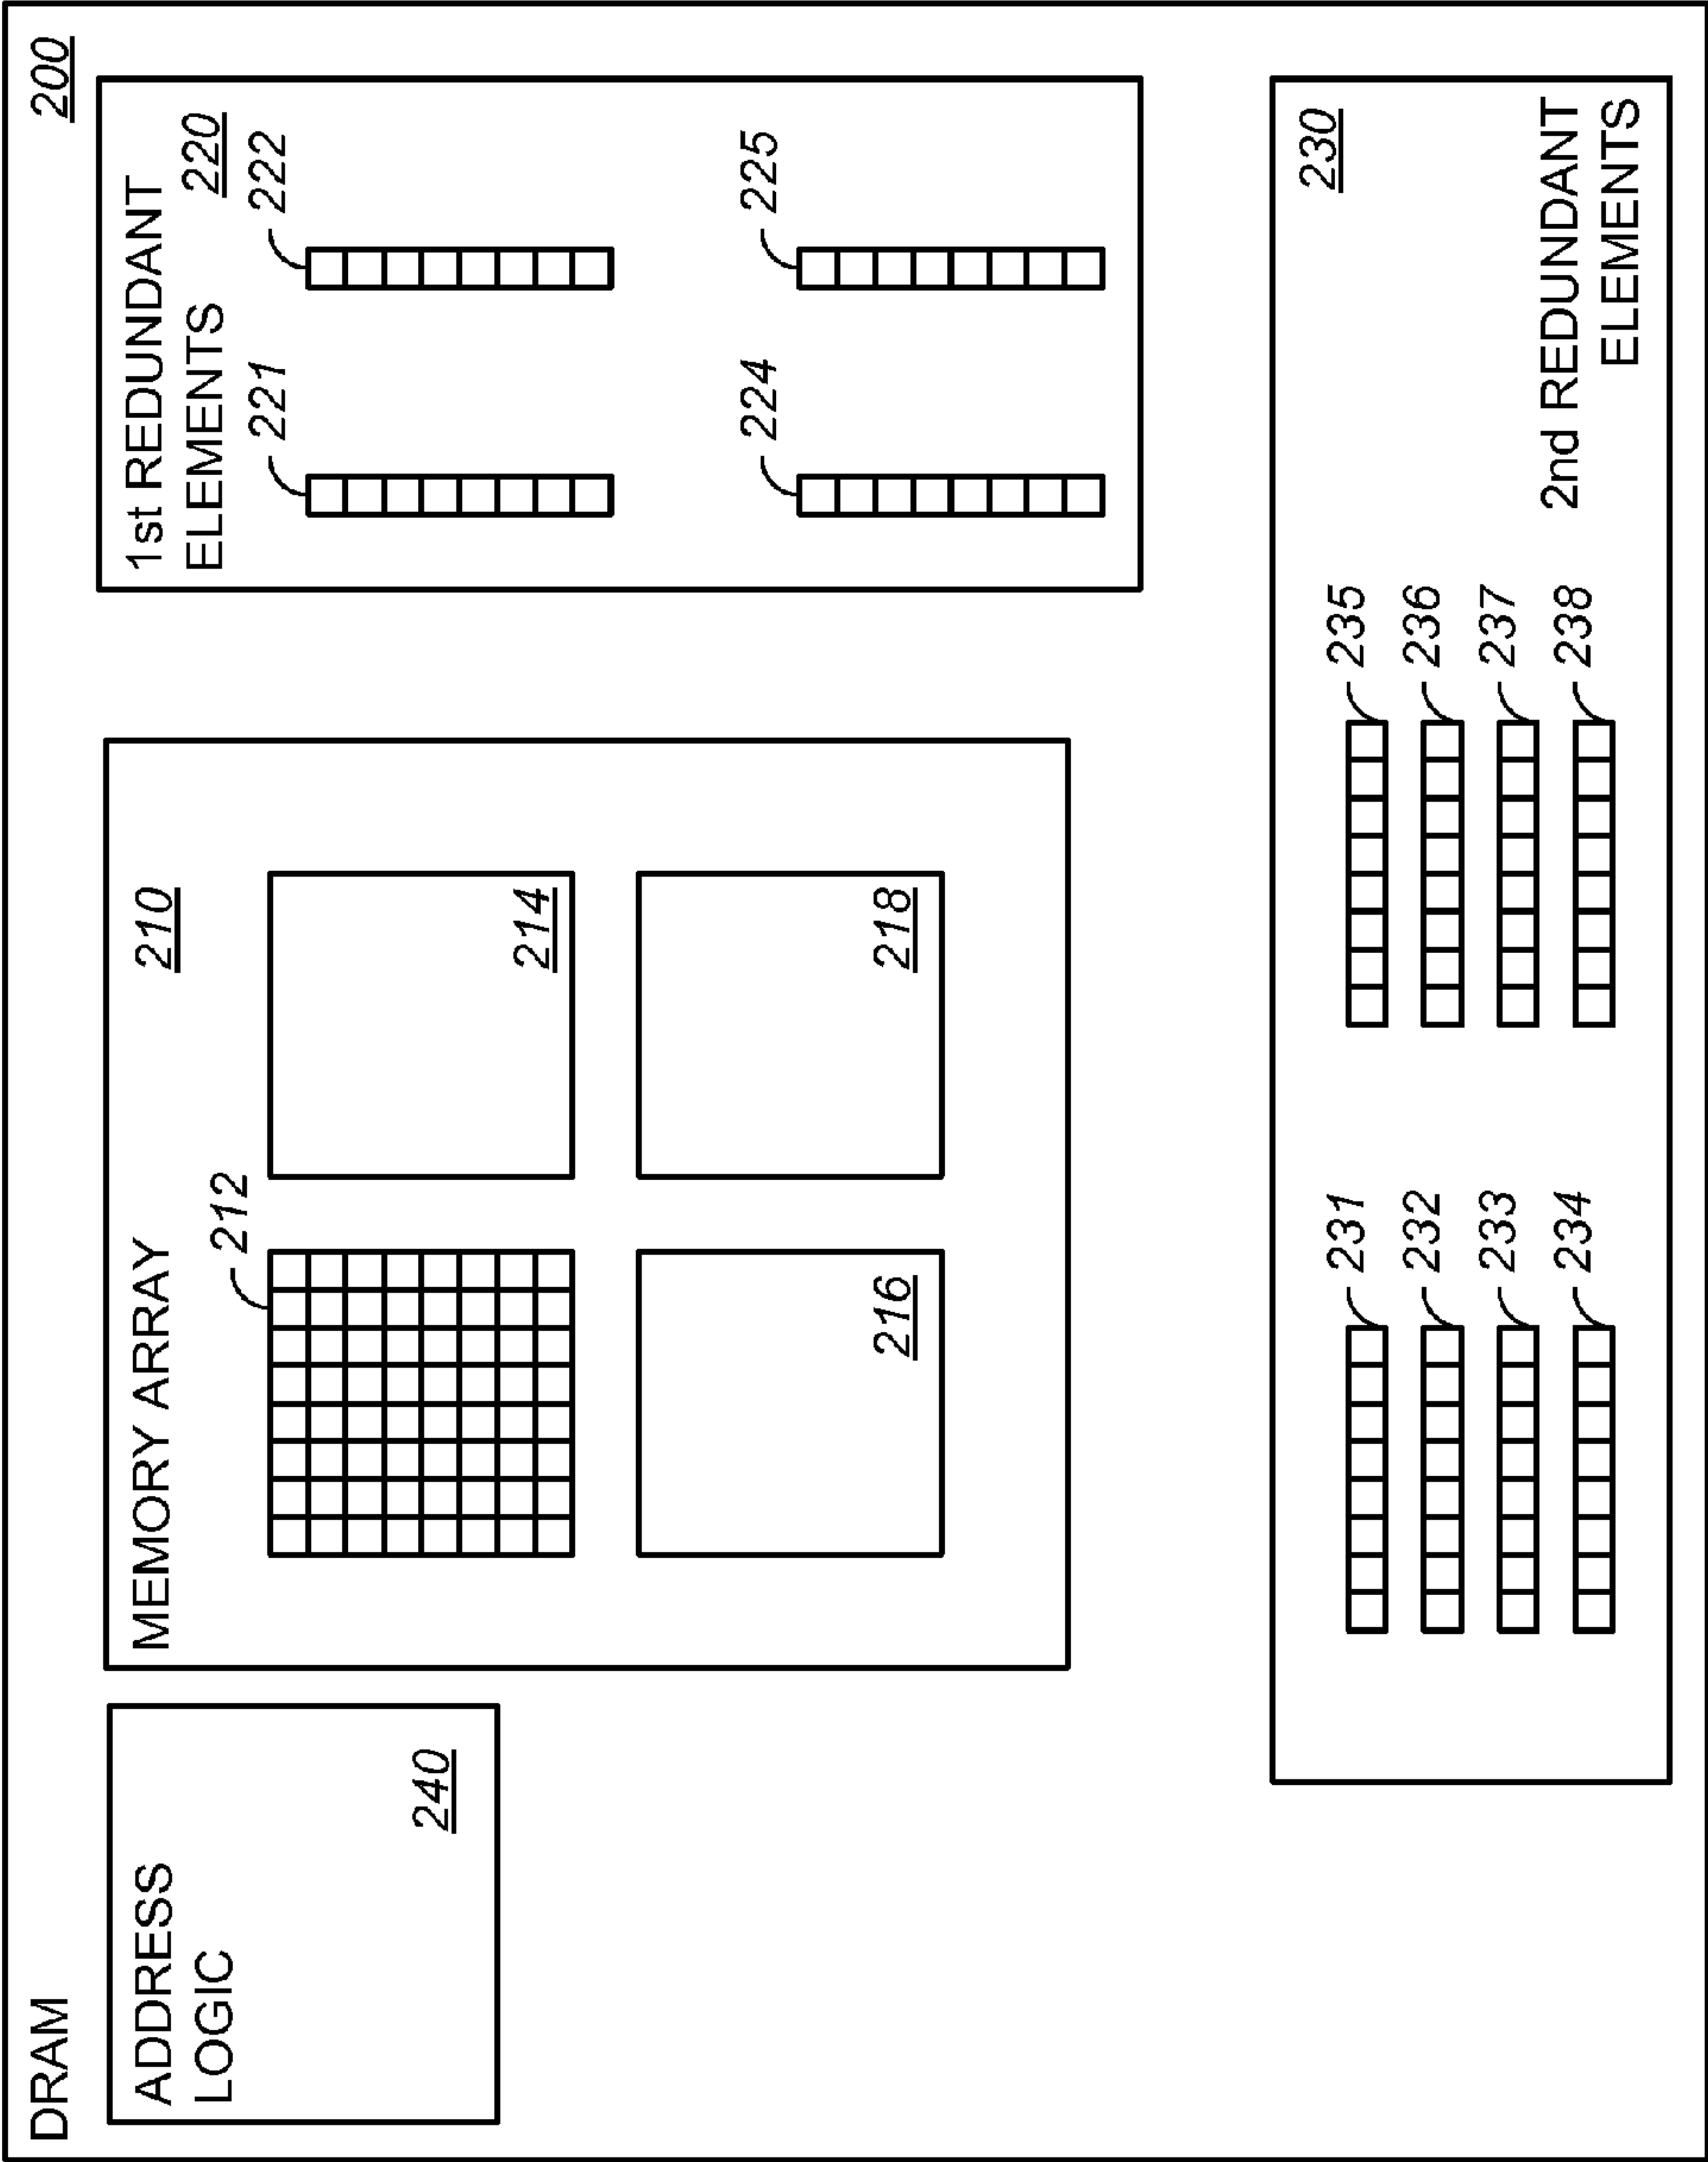 DRAM
200
ADDRESS
LOGIC
240
MEMORY ARRAY
210
212
214
216
218
1st REDUNDANT
ELEMENTS
220
221
222
224
225
230
231
232
233
234
235
236
237
238
2nd REDUNDANT
ELEMENTS